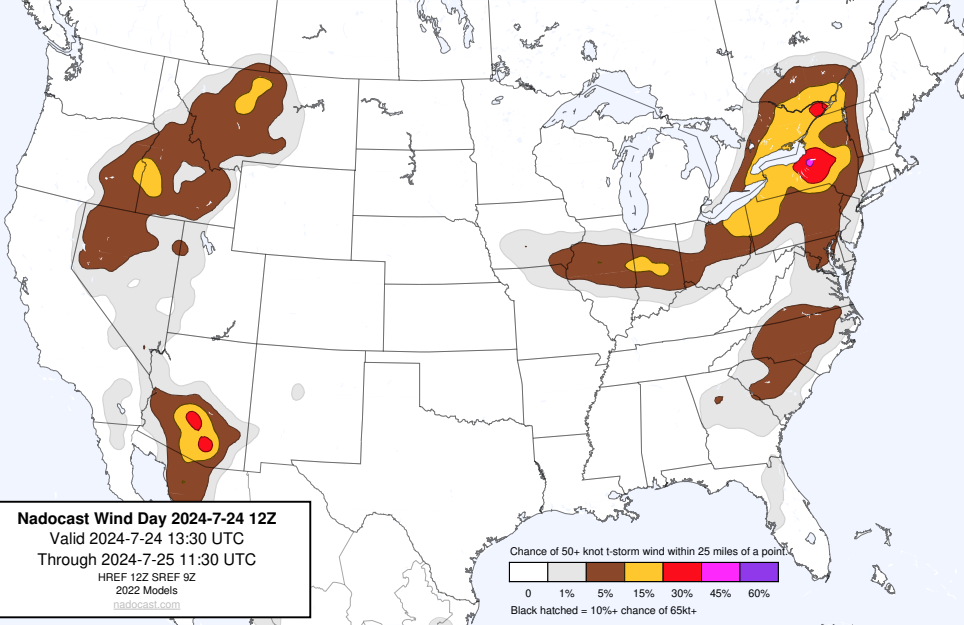 Nadocast Wind Day 2024-7-24 12Z
Valid 2024-7-24 13:30 UTC
Through 2024-7-25 11:30 UTC
HREF 12Z SREF 9Z
2022 Models
nadocast.com
Chance of 50+ knot t-storm wind within 25 miles of a point.
0 1% 5% 15% 30% 45% 60%
Black hatched = 10%+ chance of 65kt+